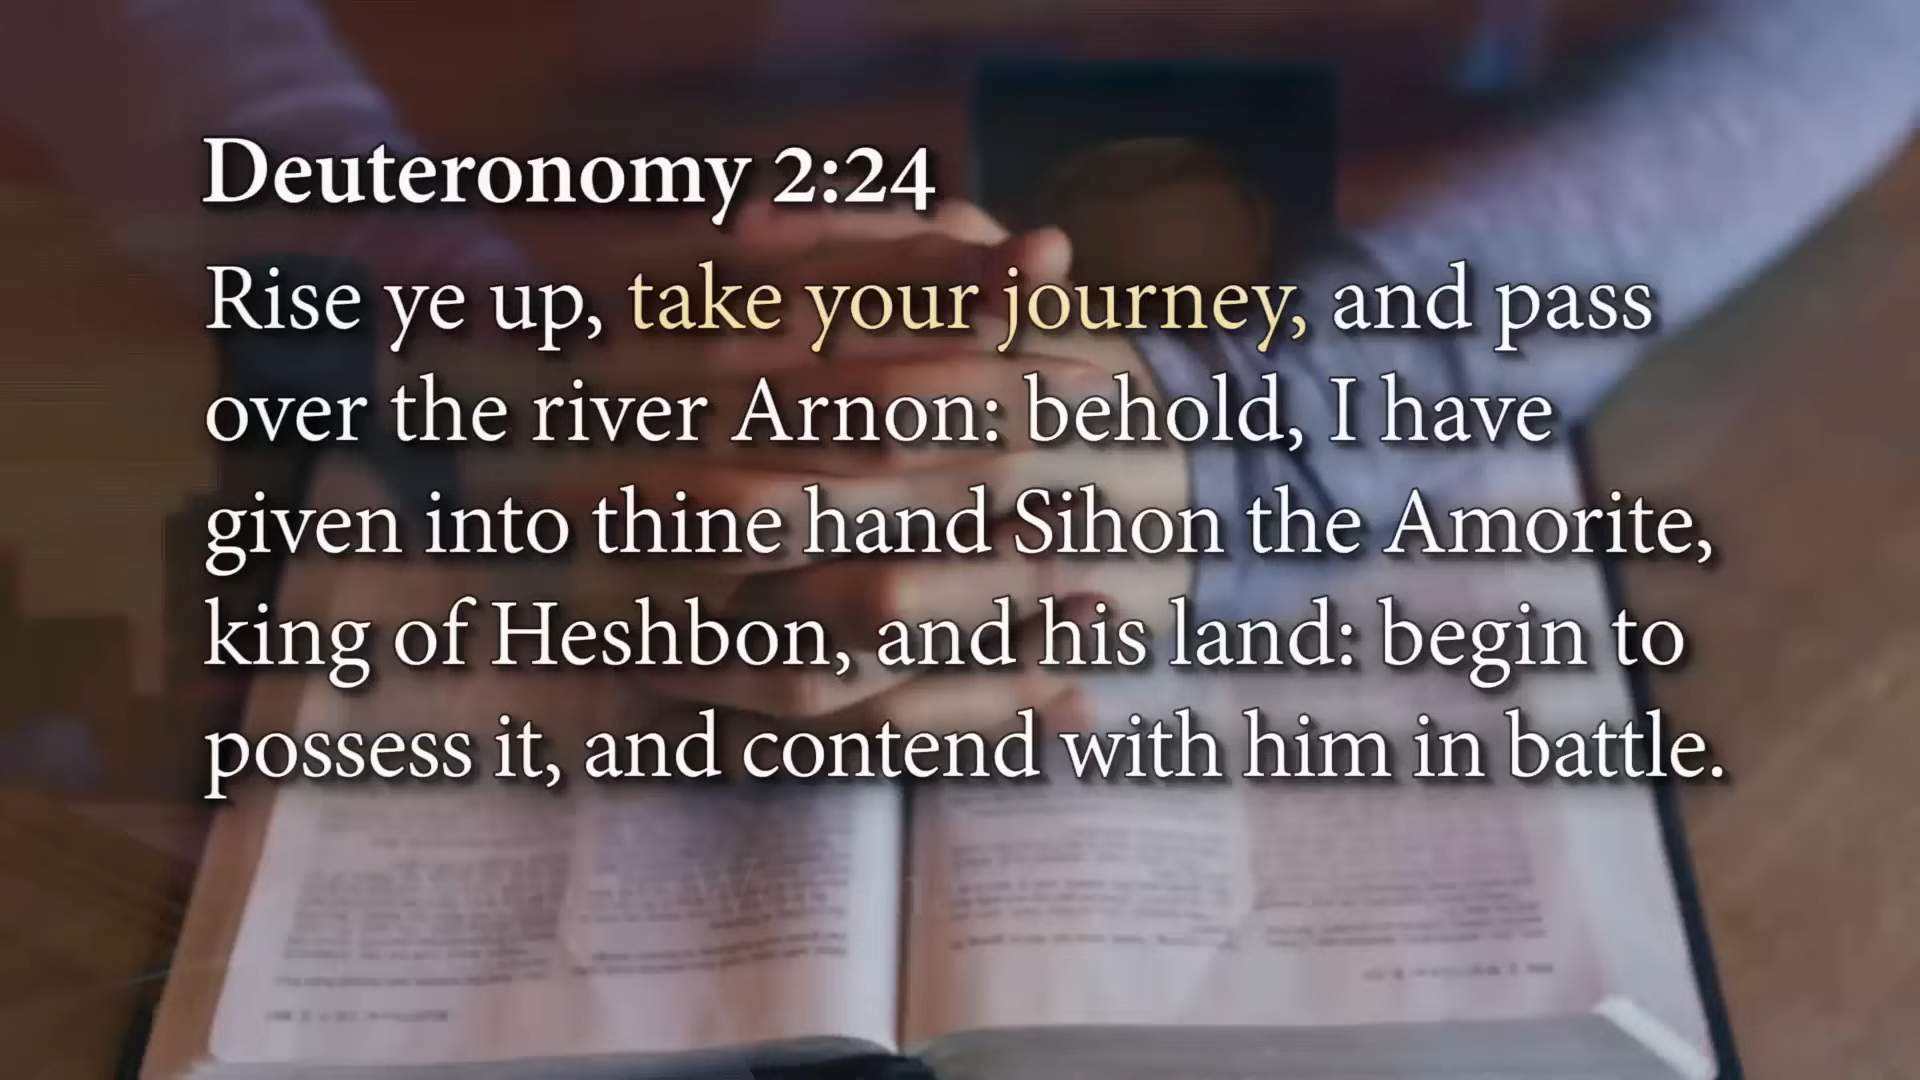 Deuteronomy 2:24
Rise ye up, take your journey, and pass
over the river Arnon: behold, I have
given into thine hand Sihon the Amorite,
king of Heshbon, and his land: begin to
possess it, and contend with him in battle.